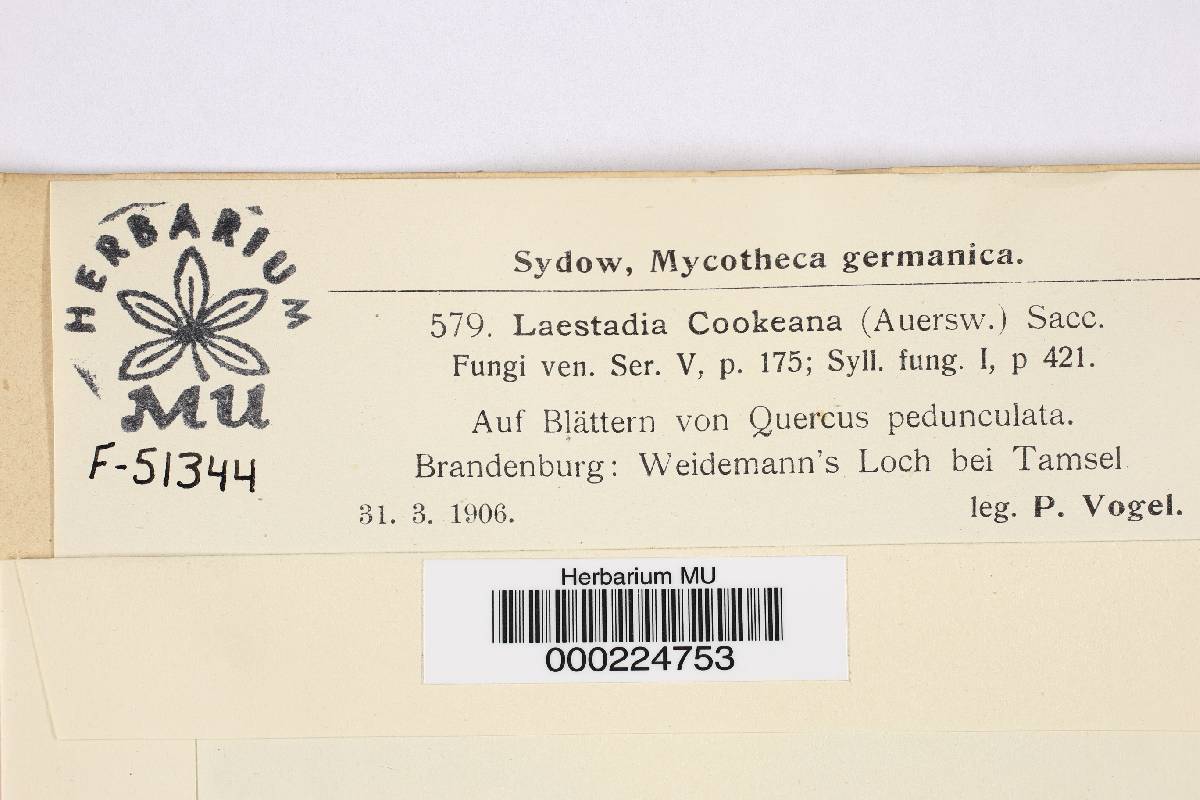 HERBARIUM
MU
F-51344
Sydow, Mycotheca germanica.
579. Laestadia Cookeana (Auersw.) Sacc.
Fungi ven. Ser. V, p. 175; Syll. fung. I, p 421.
Auf Blättern von Quercus pedunculata.
Brandenburg: Weidemann's Loch bei Tamsel
31. 3. 1906. leg. P. Vogel.
Herbarium MU
000224753